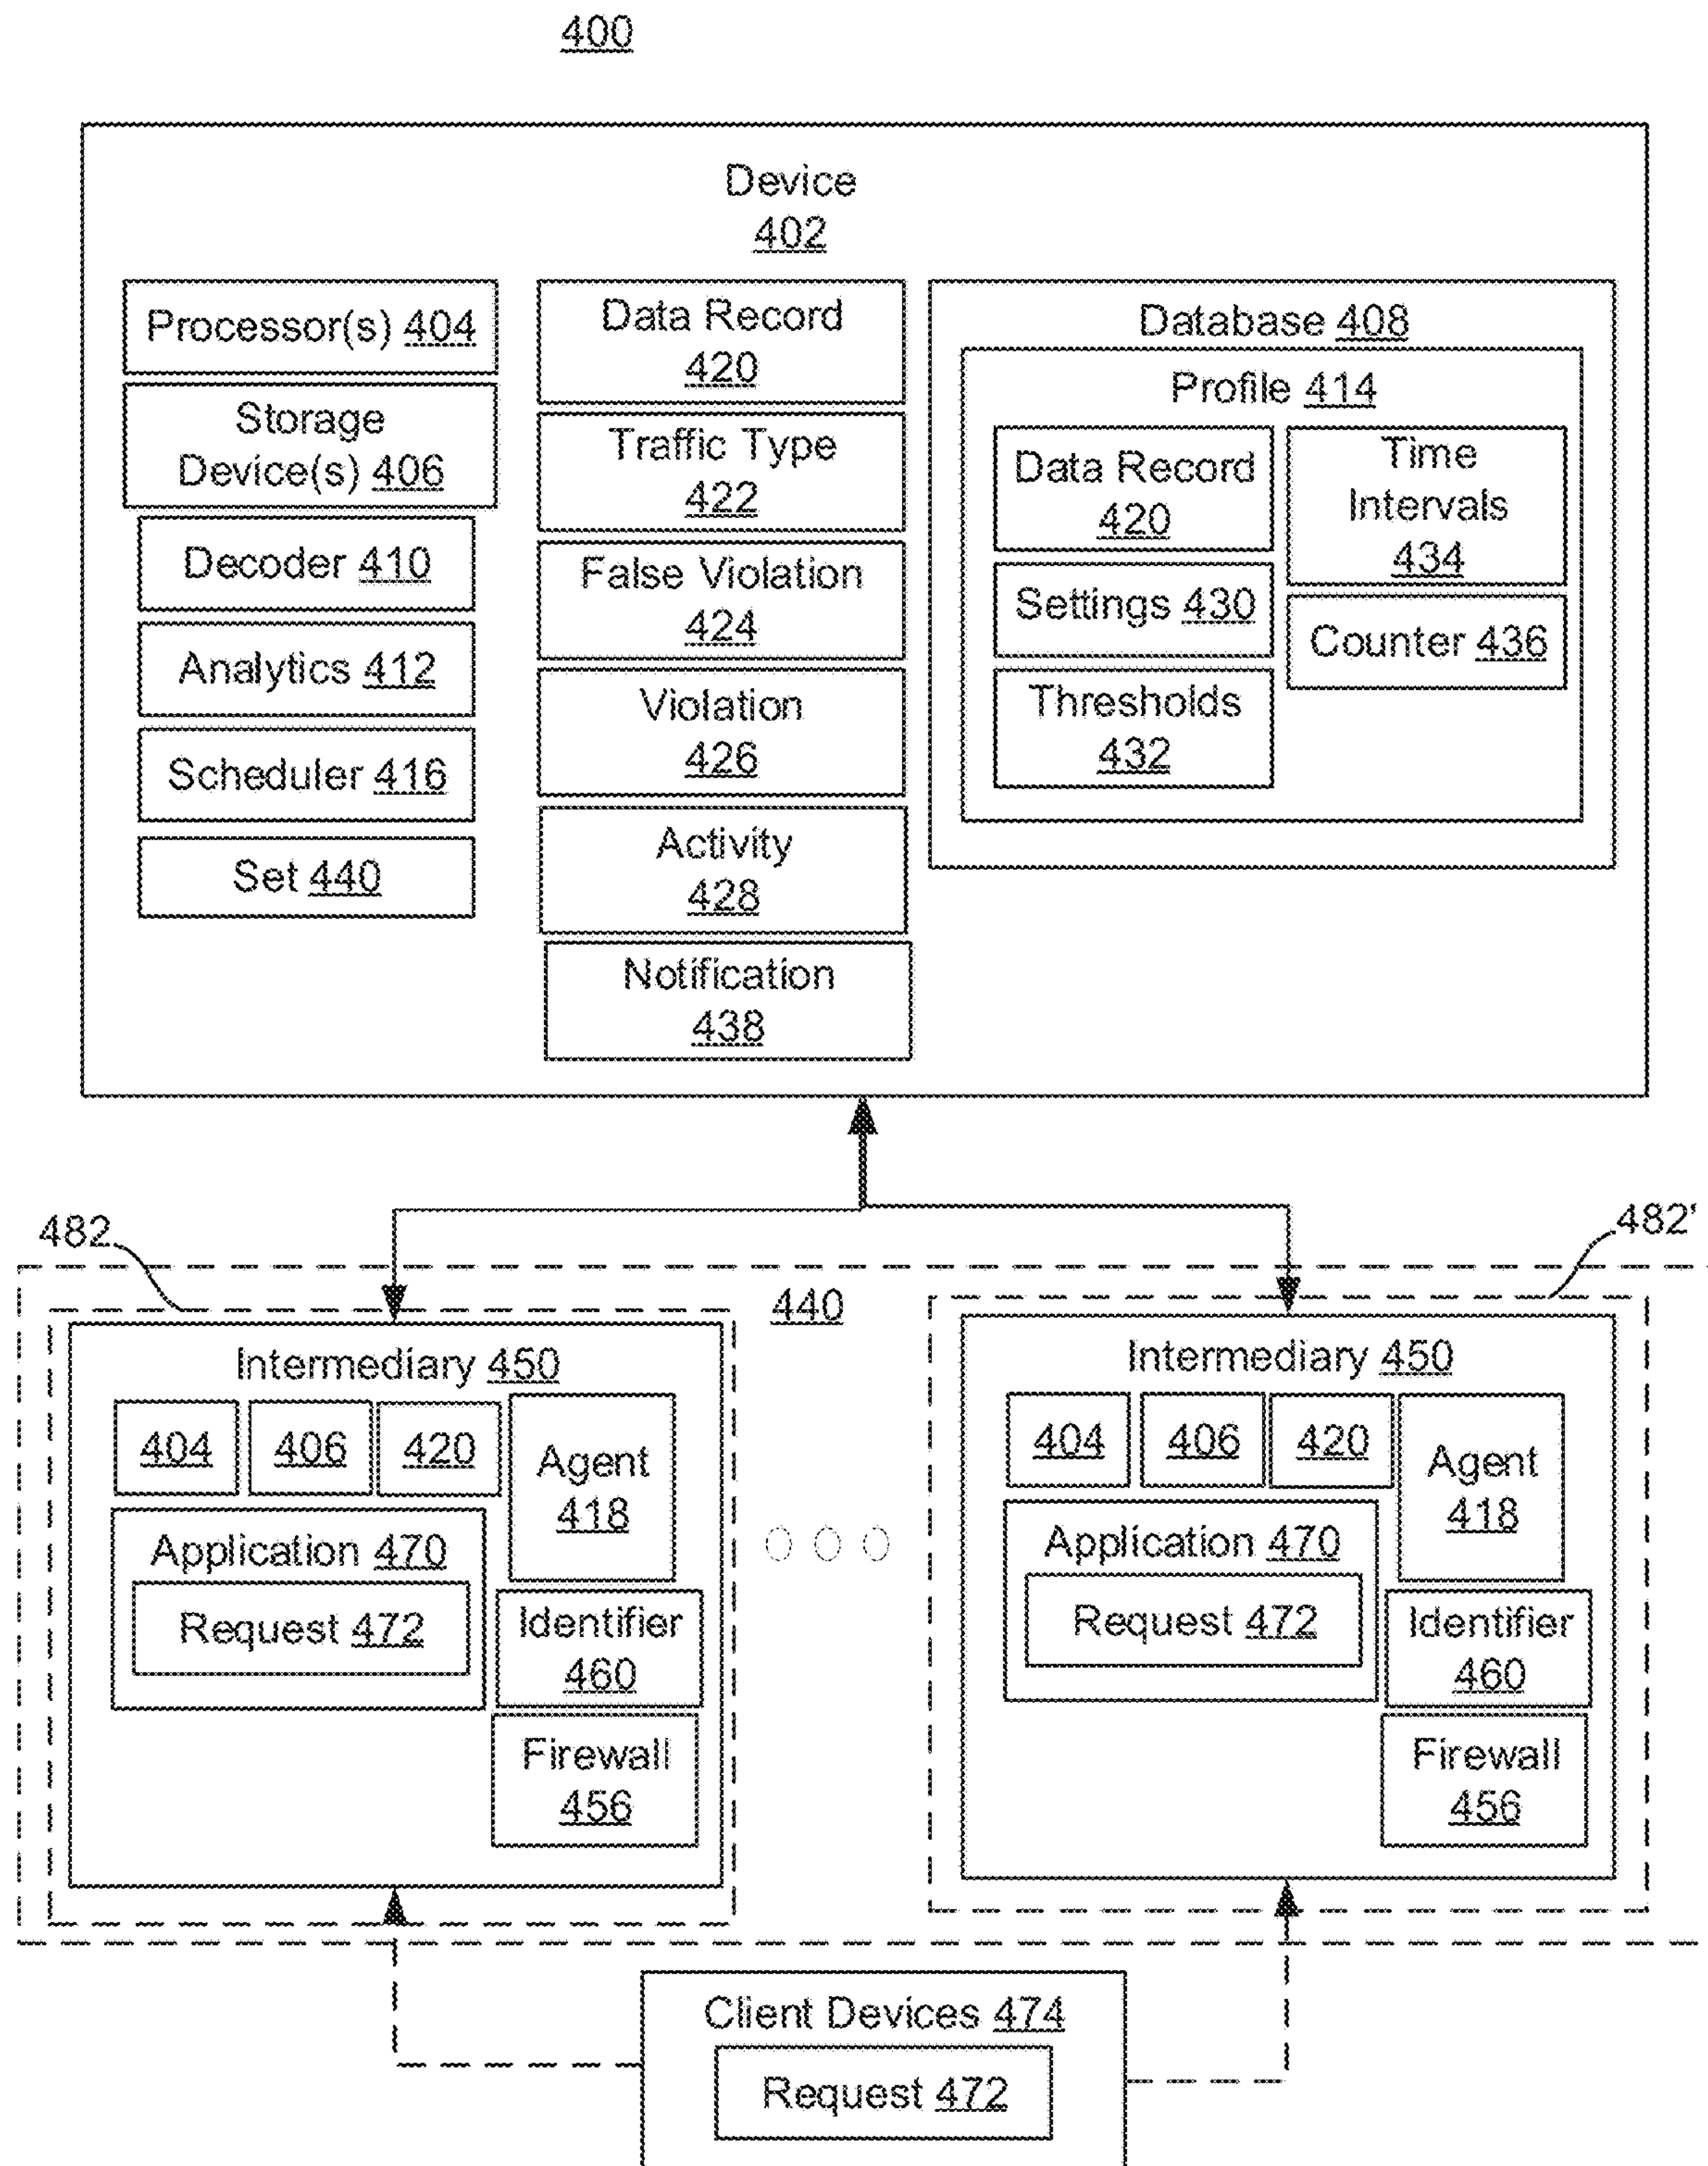 400
Device
402
Processor(s) 404
Storage
Device(s) 406
Decoder 410
Analytics 412
Scheduler 416
Set 440
Data Record
420
Traffic Type
422
False Violation
424
Violation
426
Activity
428
Notification
438
Database 408
Profile 414
Data Record
420
Settings 430
Thresholds
432
Time
Intervals
434
Counter 436
482
482'
440
Intermediary 450
404
406
420
Agent
418
Application 470
Request 472
Identifier
460
Firewall
456
Intermediary 450
404
406
420
Agent
418
Application 470
Request 472
Identifier
460
Firewall
456
Client Devices 474
Request 472